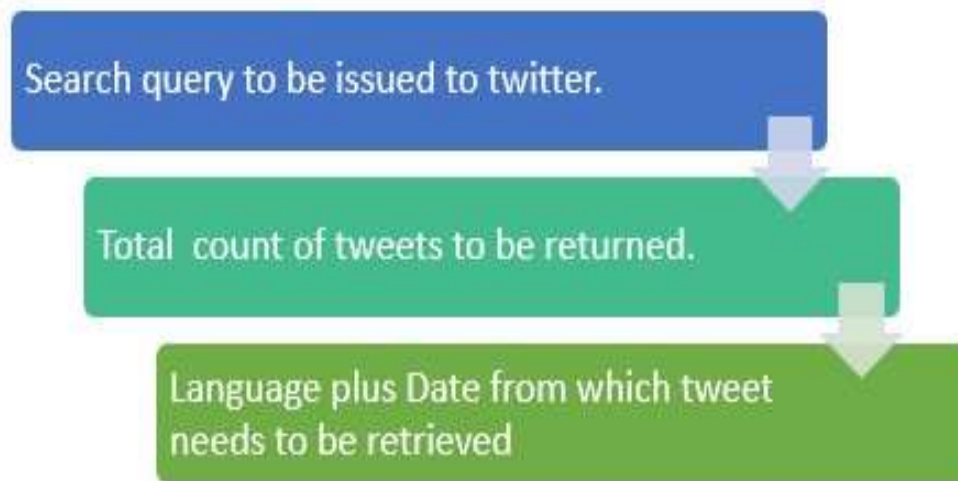 Search query to be issued to twitter.
Total count of tweets to be returned.
Language plus Date from which tweet
needs to be retrieved